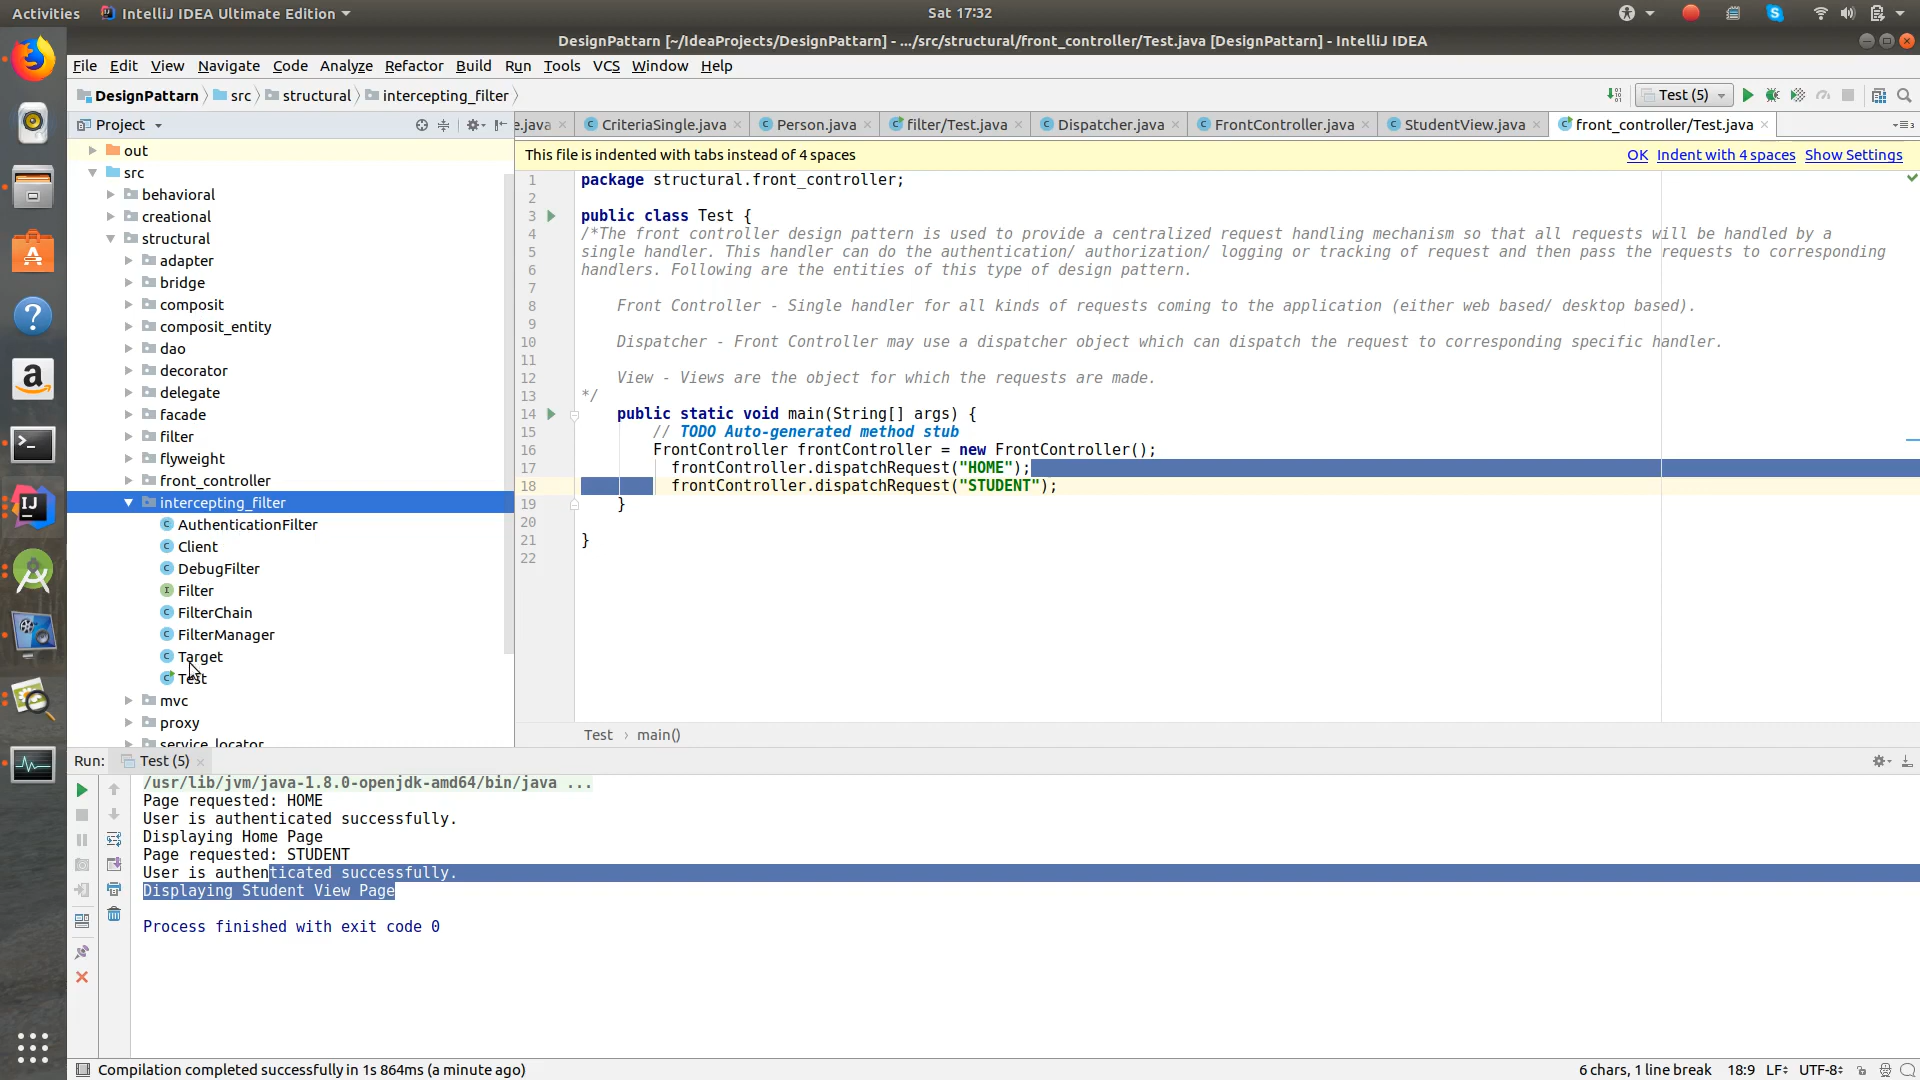 Activities
IntelliJ IDEA Ultimate Edition
Sat 17:32
DesignPattarn [~/IdeaProjects/DesignPattarn] - .../src/structural/front_controller/Test.java [DesignPattarn] - IntelliJ IDEA
File Edit View Navigate Code Analyze Refactor Build Run Tools VCS Window Help
DesignPattarn src structural intercepting_filter
Test (5)
Project
e.java CriteriaSingle.java Person.java filter/Test.java Dispatcher.java FrontController.java StudentView.java front_controller/Test.java
This file is indented with tabs instead of 4 spaces
OK Indent with 4 spaces Show Settings
out
src
behavioral
creational
structural
adapter
bridge
composit
composit_entity
dao
decorator
delegate
facade
filter
flyweight
front_controller
intercepting_filter
AuthenticationFilter
Client
DebugFilter
Filter
FilterChain
FilterManager
Target
Test
mvc
proxy
service_locator
1 package structural.front_controller;
2
3 public class Test {
4 /*The front controller design pattern is used to provide a centralized request handling mechanism so that all requests will be handled by a
5 single handler. This handler can do the authentication/ authorization/ logging or tracking of request and then pass the requests to corresponding
6 handlers. Following are the entities of this type of design pattern.
7
8 Front Controller - Single handler for all kinds of requests coming to the application (either web based/ desktop based).
9
10 Dispatcher - Front Controller may use a dispatcher object which can dispatch the request to corresponding specific handler.
11
12 View - Views are the object for which the requests are made.
13 */
14 public static void main(String[] args) {
15 // TODO Auto-generated method stub
16 FrontController frontController = new FrontController();
17 frontController.dispatchRequest("HOME");
18 frontController.dispatchRequest("STUDENT");
19 }
20
21 }
22
Test › main()
Run: Test (5)
/usr/lib/jvm/java-1.8.0-openjdk-amd64/bin/java ...
Page requested: HOME
User is authenticated successfully.
Displaying Home Page
Page requested: STUDENT
User is authenticated successfully.
Displaying Student View Page
Process finished with exit code 0
Compilation completed successfully in 1s 864ms (a minute ago)
6 chars, 1 line break 18:9 LF UTF-8